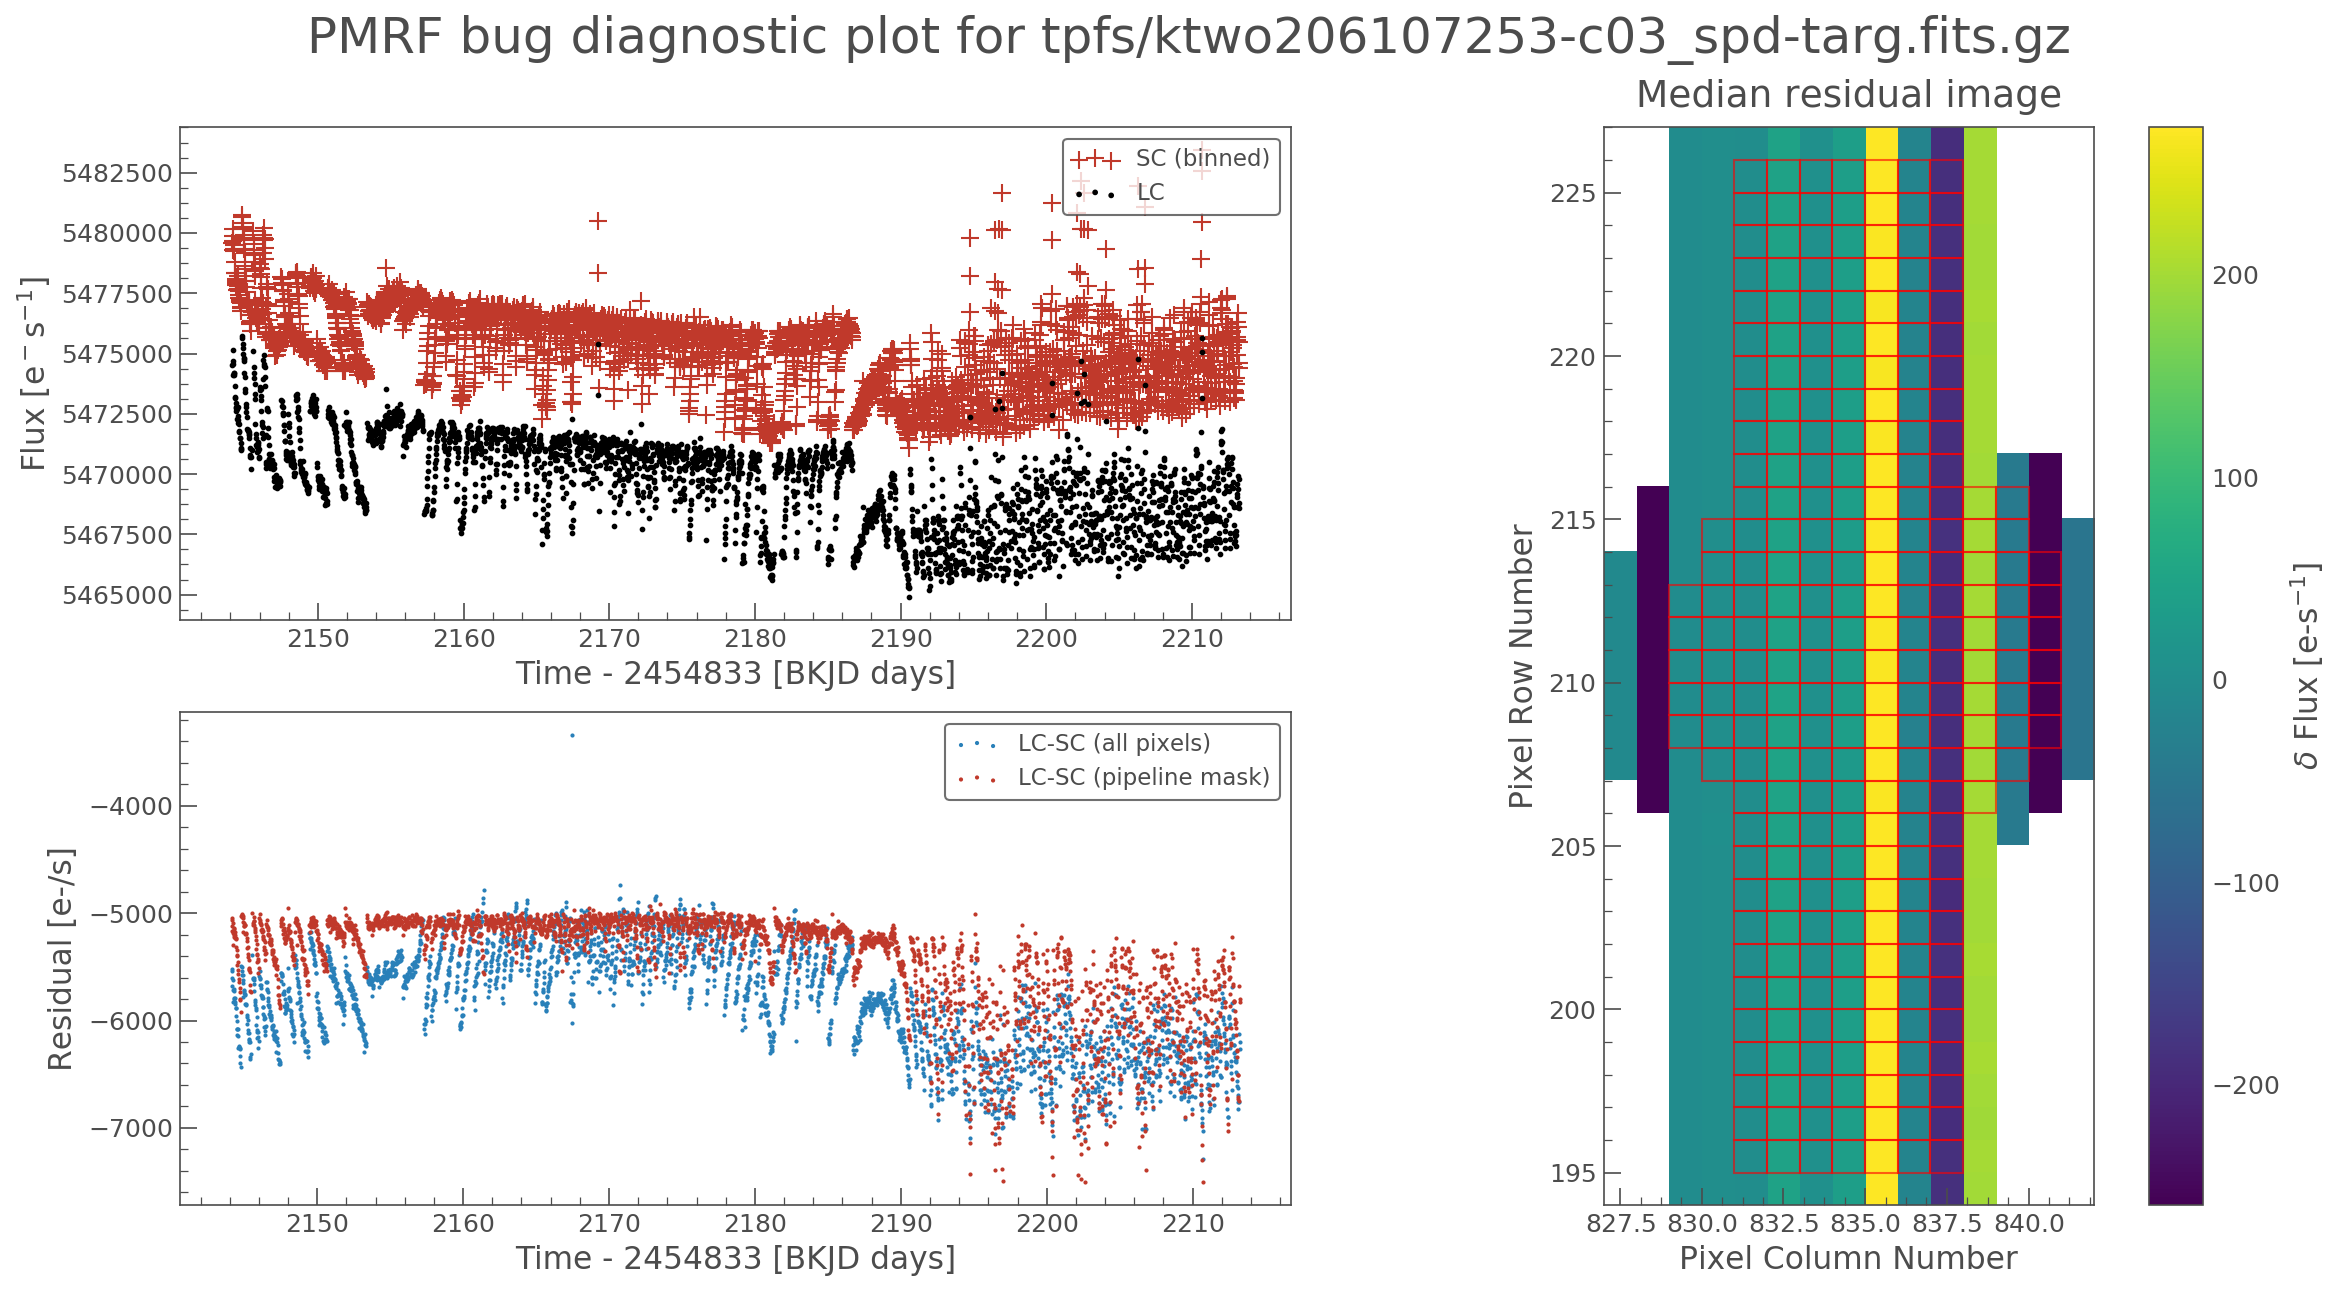 PMRF bug diagnostic plot for tpfs/ktwo206107253-c03_spd-targ.fits.gz
Flux [e⁻ s⁻¹]
5482500
5480000
5477500
5475000
5472500
5470000
5467500
5465000
SC (binned)
LC
2150 2160 2170 2180 2190 2200 2210
Time - 2454833 [BKJD days]
Residual [e-/s]
−4000
−5000
−6000
−7000
LC-SC (all pixels)
LC-SC (pipeline mask)
2150 2160 2170 2180 2190 2200 2210
Time - 2454833 [BKJD days]
Median residual image
Pixel Row Number
225
220
215
210
205
200
195
827.5 830.0 832.5 835.0 837.5 840.0
Pixel Column Number
200
100
0
−100
−200
δ Flux [e-s⁻¹]